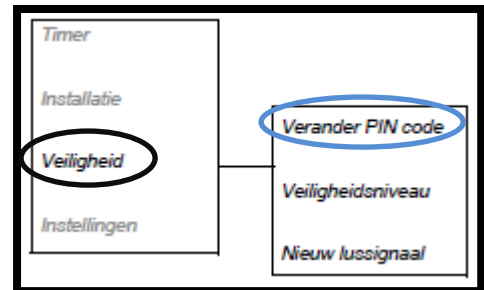 Timer
Installatie
Veiligheid
Instellingen
Verander PIN code
Veiligheidsniveau
Nieuw lussignaal